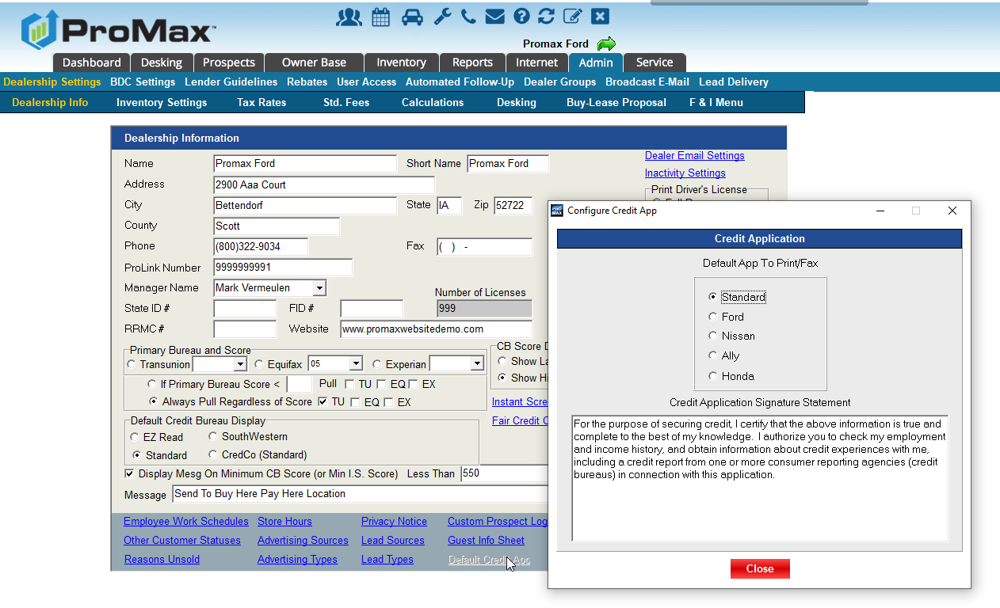 ProMax™
Promax Ford
Dashboard Desking Prospects Owner Base Inventory Reports Internet Admin Service
Dealership Settings BDC Settings Lender Guidelines Rebates User Access Automated Follow-Up Dealer Groups Broadcast E-Mail Lead Delivery
Dealership Info Inventory Settings Tax Rates Std. Fees Calculations Desking Buy-Lease Proposal F & I Menu
Dealership Information
Name Promax Ford Short Name Promax Ford
Address 2900 Aaa Court
City Bettendorf State IA Zip 52722
County Scott
Phone (800)322-9034 Fax ( ) -
ProLink Number 9999999991
Manager Name Mark Vermeulen
Number of Licenses
State ID # FID # 999
RRMC # Website www.promaxwebsitedemo.com
Primary Bureau and Score
Transunion Equifax 05 Experian
If Primary Bureau Score < Pull TU EQ EX
Always Pull Regardless of Score TU EQ EX
Default Credit Bureau Display
EZ Read SouthWestern
Standard CredCo (Standard)
Display Mesg On Minimum CB Score (or Min I.S. Score) Less Than 550
Message Send To Buy Here Pay Here Location
CB Score
Show
Show
Instant
Fair Credit
Dealer Email Settings
Inactivity Settings
Print Driver's License
Employee Work Schedules Store Hours Privacy Notice Custom Prospect Log
Other Customer Statuses Advertising Sources Lead Sources Guest Info Sheet
Reasons Unsold Advertising Types Lead Types Default Credit App
PRO
MAX
Configure Credit App
Credit Application
Default App To Print/Fax
Standard
Ford
Nissan
Ally
Honda
Credit Application Signature Statement
For the purpose of securing credit, I certify that the above information is true and
complete to the best of my knowledge. I authorize you to check my employment
and income history, and obtain information about credit experiences with me,
including a credit report from one or more consumer reporting agencies (credit
bureaus) in connection with this application.
Close